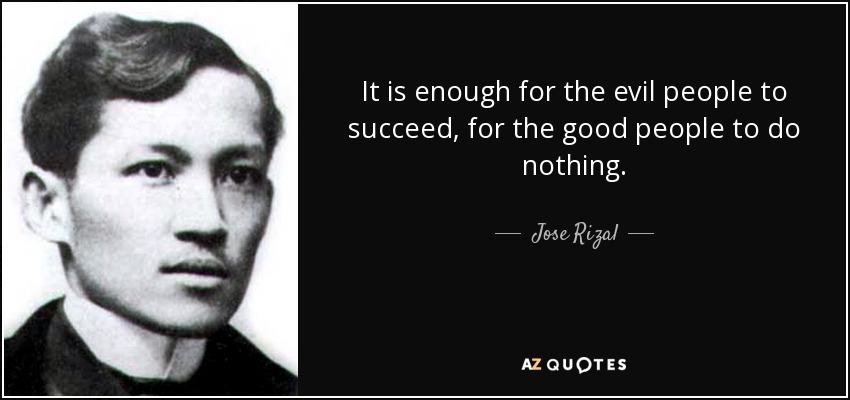 It is enough for the evil people to
succeed, for the good people to do
nothing.
Jose Rizal
AZ QUOTES